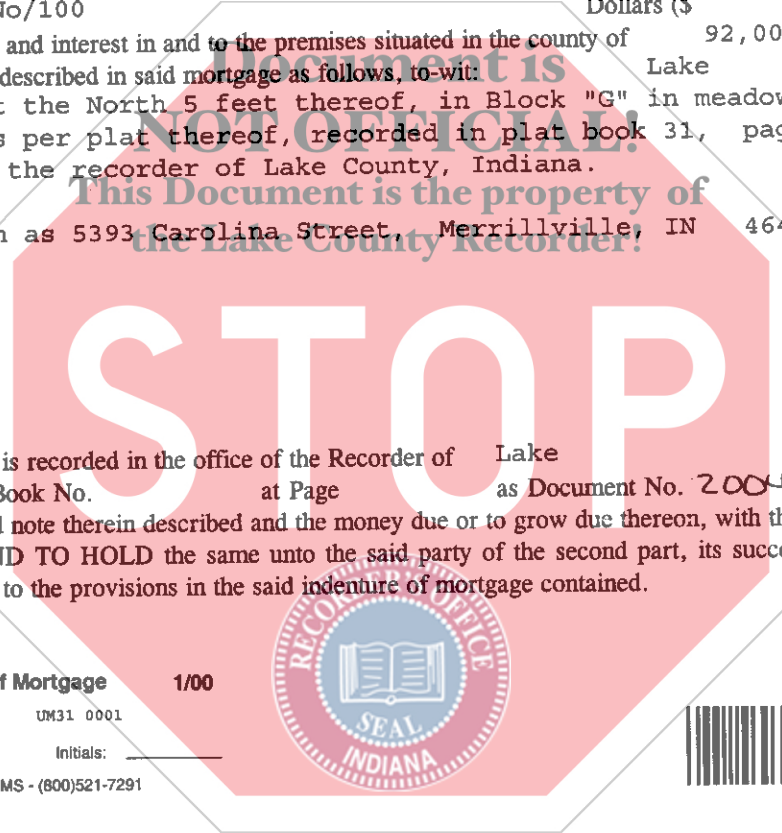 No/100 Dollars ($
and interest in and to the premises situated in the county of 92,00
described in said mortgage as follows, to-wit: Lake
Document is
the North 5 feet thereof, in Block "G" in meadow
NOT OFFICIAL!
per plat thereof, recorded in plat book 31, pag
the recorder of Lake County, Indiana.
This Document is the property of
as 5393 Carolina Street, Merrillville, IN 464
the Lake County Recorder!
STOP
is recorded in the office of the Recorder of Lake
Book No. at Page as Document No. 2004
note therein described and the money due or to grow due thereon, with th
ND TO HOLD the same unto the said party of the second part, its succe
to the provisions in the said indenture of mortgage contained.
RECORDER'S OFFICE
SEAL
INDIANA
f Mortgage 1/00
UM31 0001
Initials:
MS - (800)521-7291